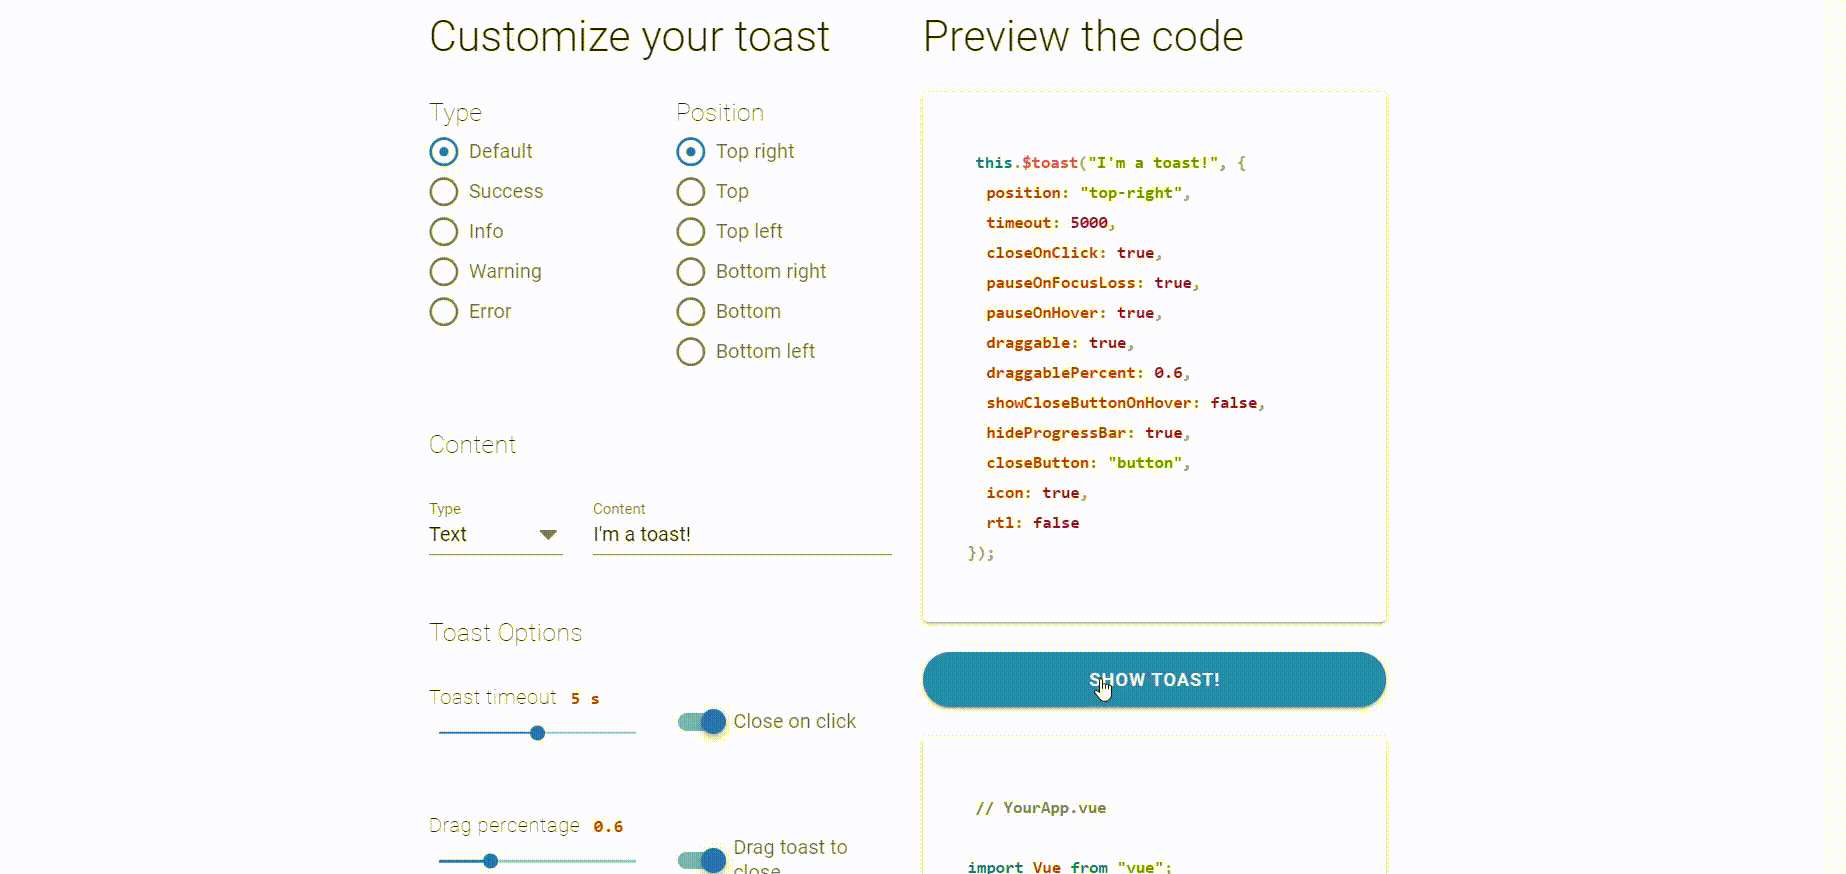 Customize your toast
Type
Default
Success
Info
Warning
Error
Position
Top right
Top
Top left
Bottom right
Bottom
Bottom left
Content
Type
Text
Content
I'm a toast!
Toast Options
Toast timeout 5 s
Close on click
Drag percentage 0.6
Drag toast to
close
Preview the code
this.$toast("I'm a toast!", {
position: "top-right",
timeout: 5000,
closeOnClick: true,
pauseOnFocusLoss: true,
pauseOnHover: true,
draggable: true,
draggablePercent: 0.6,
showCloseButtonOnHover: false,
hideProgressBar: true,
closeButton: "button",
icon: true,
rtl: false
});
SHOW TOAST!
// YourApp.vue
import Vue from "vue";